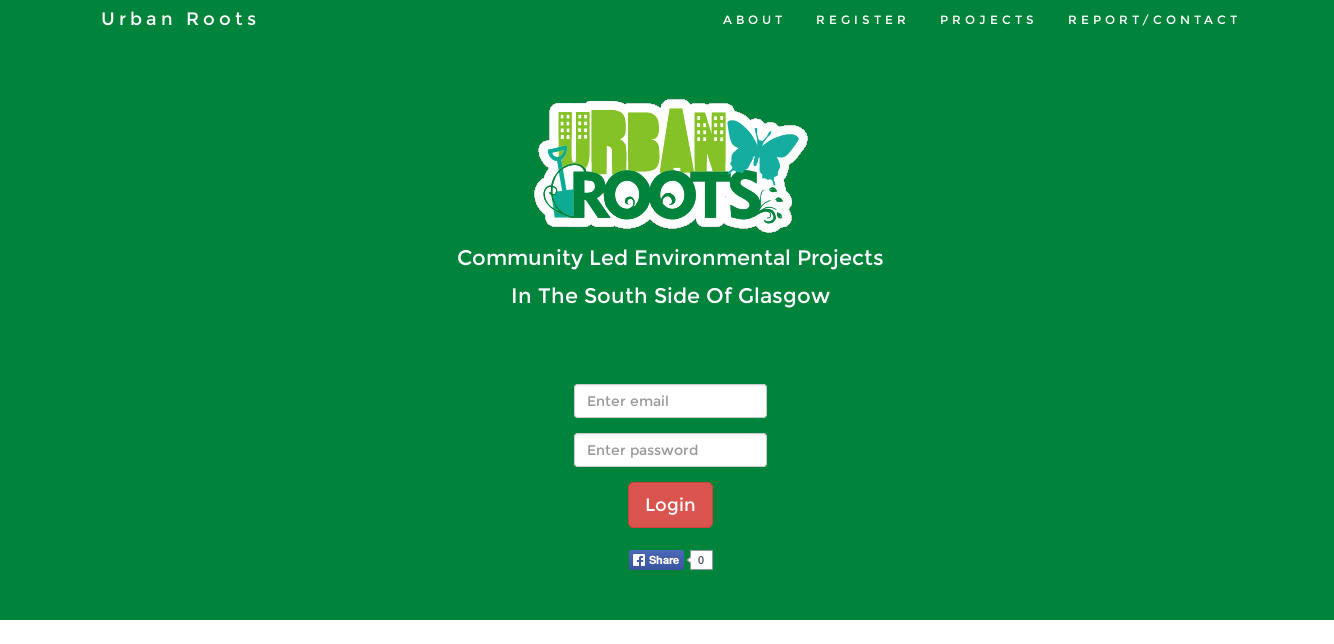 Urban Roots
ABOUT REGISTER PROJECTS REPORT/CONTACT
URBAN
ROOTS
Community Led Environmental Projects
In The South Side Of Glasgow
Enter email
Enter password
Login
Share 0